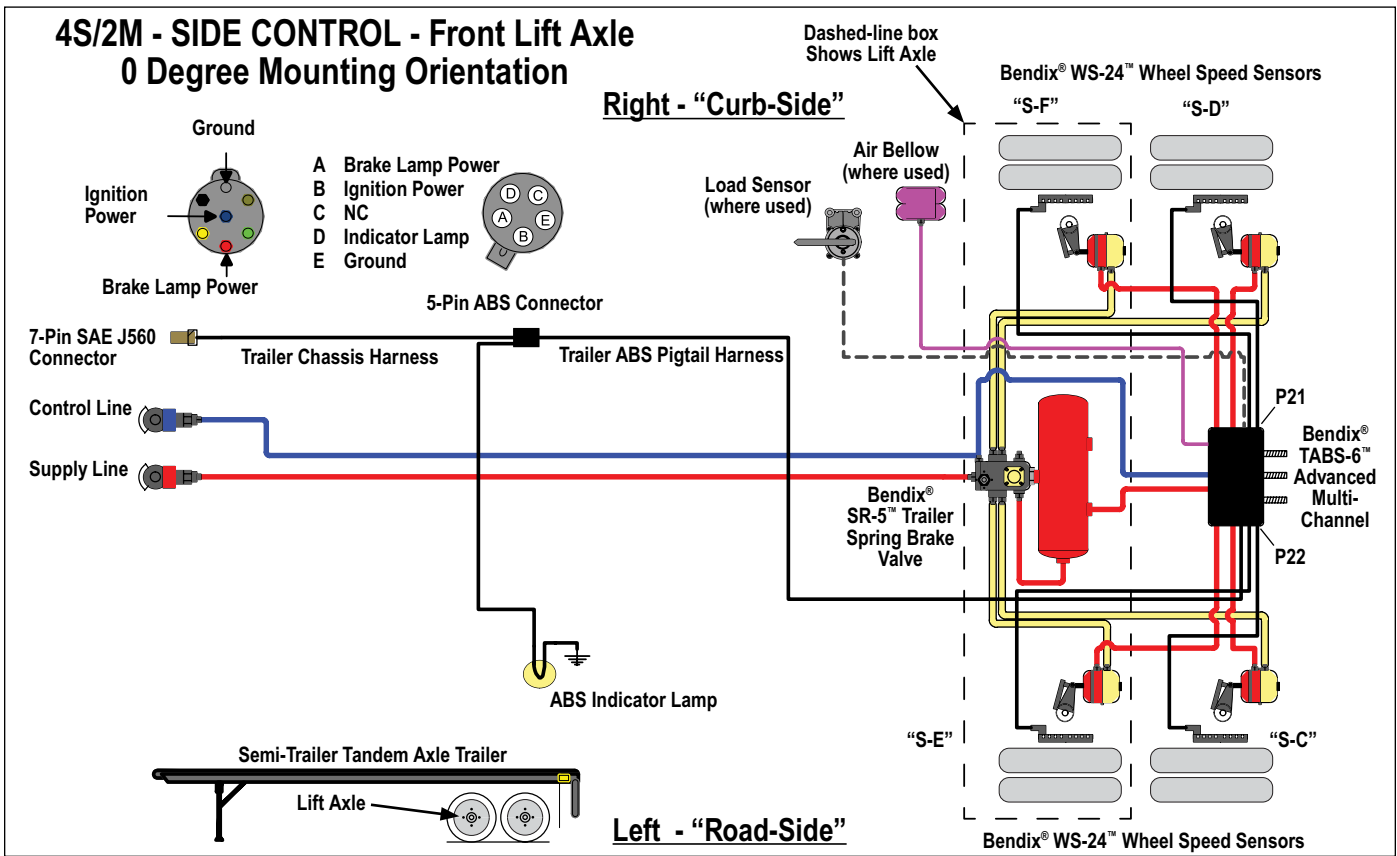 4S/2M - SIDE CONTROL - Front Lift Axle
0 Degree Mounting Orientation
Dashed-line box
Shows Lift Axle
Bendix® WS-24™ Wheel Speed Sensors
Right - “Curb-Side”
“S-F”
“S-D”
Ground
Ignition
Power
Brake Lamp Power
A Brake Lamp Power
B Ignition Power
C NC
D Indicator Lamp
E Ground
D
C
A
E
B
5-Pin ABS Connector
Load Sensor
(where used)
Air Bellow
(where used)
7-Pin SAE J560
Connector
Trailer Chassis Harness
Trailer ABS Pigtail Harness
Control Line
Supply Line
P21
Bendix®
TABS-6™
Advanced
Multi-
Channel
P22
Bendix®
SR-5™ Trailer
Spring Brake
Valve
ABS Indicator Lamp
“S-E”
“S-C”
Semi-Trailer Tandem Axle Trailer
Lift Axle
Left - “Road-Side”
Bendix® WS-24™ Wheel Speed Sensors